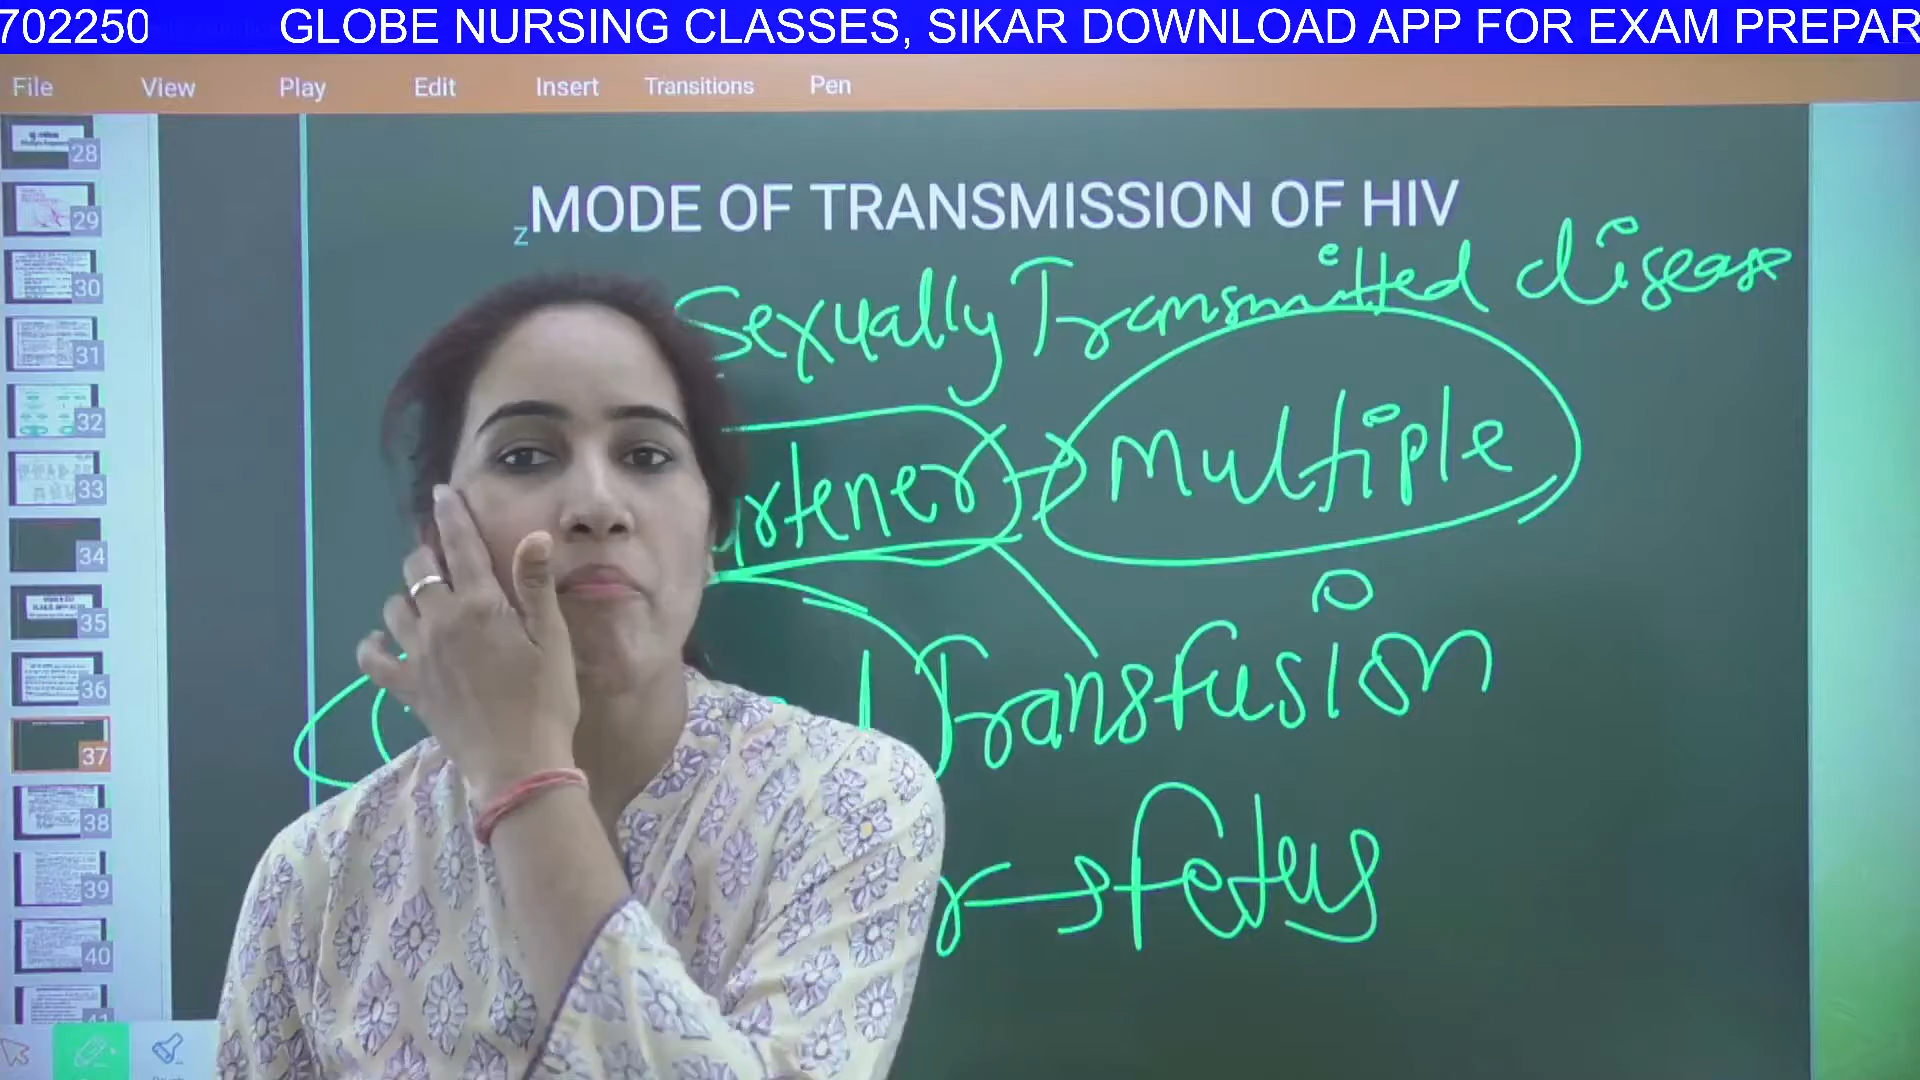 702250 GLOBE NURSING CLASSES, SIKAR DOWNLOAD APP FOR EXAM PREPAR
File View Play Edit Insert Transitions Pen
z MODE OF TRANSMISSION OF HIV
Sexually Transmitted disease
rtener Multiple
Transfusion
r → fetus
28
29
30
31
32
33
34
35
36
37
38
39
40
41